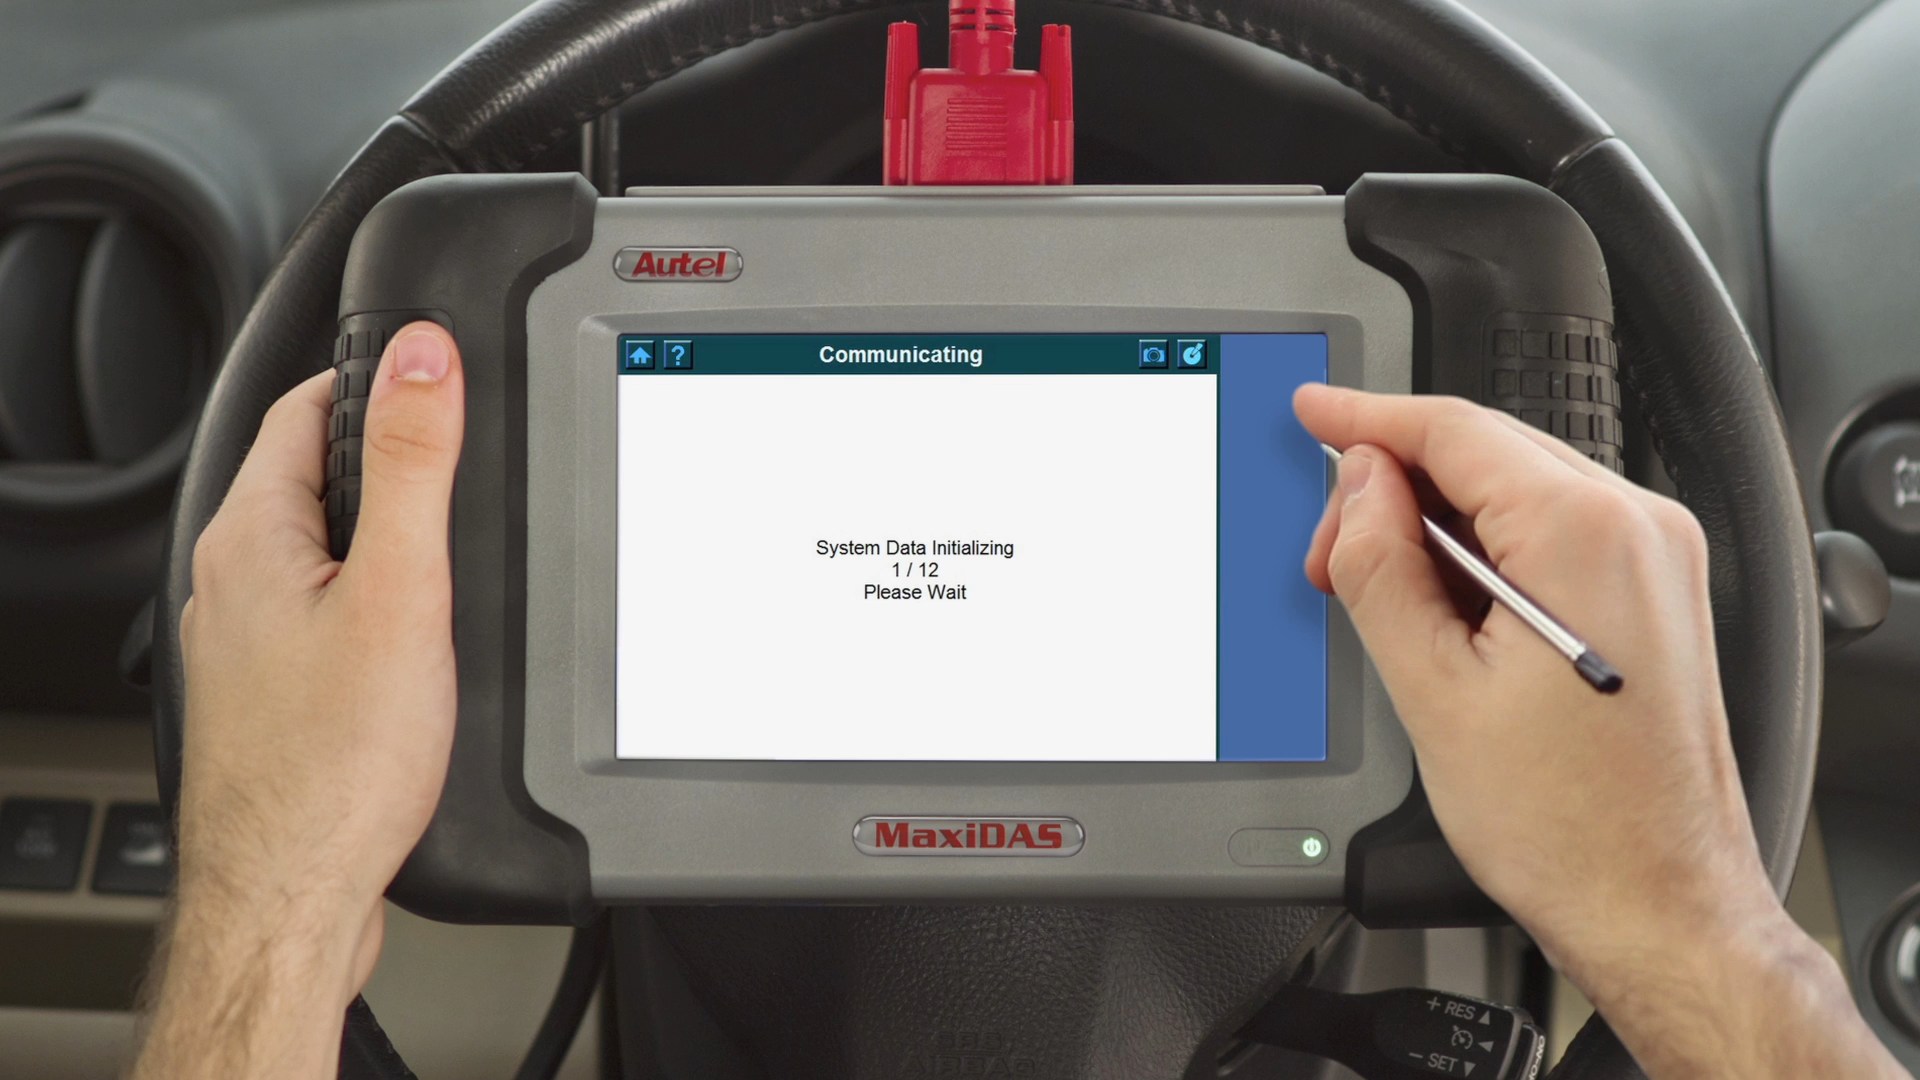 Autel
?
Communicating
System Data Initializing
1 / 12
Please Wait
MaxiDAS
+ RES
− SET